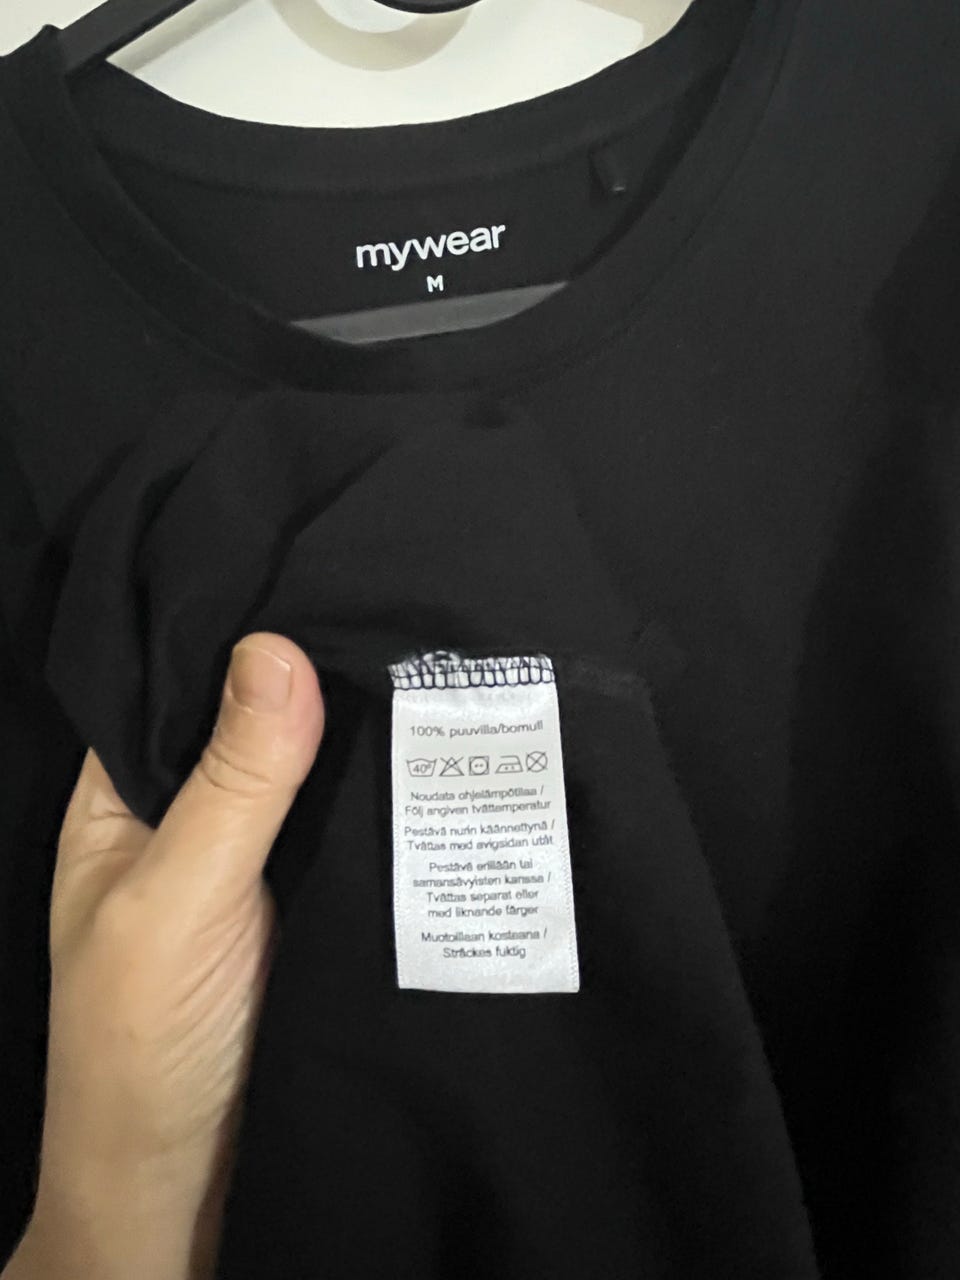 mywear
M
100% puuvilla/bomull
40°
Noudata ohjelämpötilaa /
Följ angiven tvättemperatur
Pestävä nurin käännettynä /
Tvättas med avigsidan utåt
Pestävä erillään tai
samansävyisten kanssa /
Tvättas separat eller
med liknande färger
Muotoillaan kosteana /
Sträckes fuktig